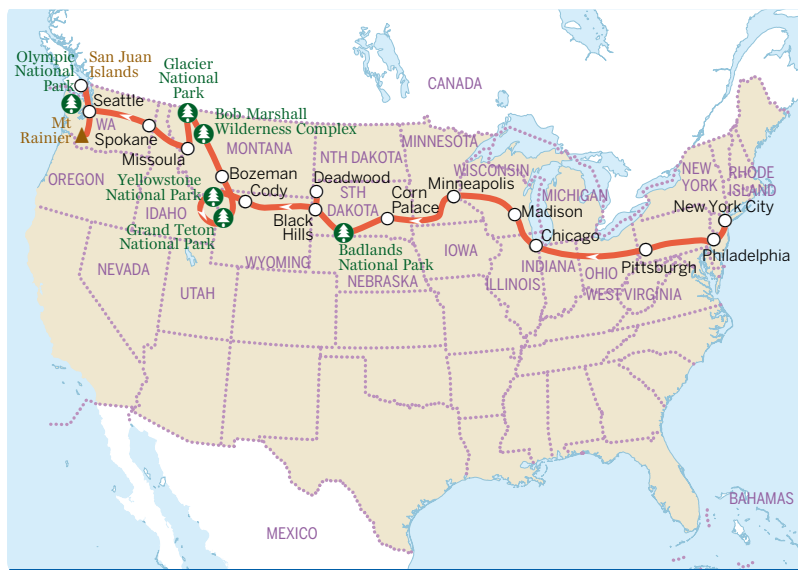 San Juan
Islands
Olympic
National
Park
Glacier
National
Park
CANADA
Seattle
Bob Marshall
Wilderness Complex
Mt
Rainier
WA
Spokane
Missoula
MONTANA
NTH DAKOTA
MINNESOTA
OREGON
Yellowstone
National Park
Bozeman
Cody
Deadwood
STH
DAKOTA
Corn
Palace
WISCONSIN
Minneapolis
MICHIGAN
NEW
YORK
RHODE
ISLAND
New York City
IDAHO
Grand Teton
National Park
Black
Hills
Madison
Chicago
Badlands
National Park
IOWA
Philadelphia
Pittsburgh
NEVADA
WYOMING
NEBRASKA
INDIANA
OHIO
ILLINOIS
WEST VIRGINIA
UTAH
BAHAMAS
MEXICO